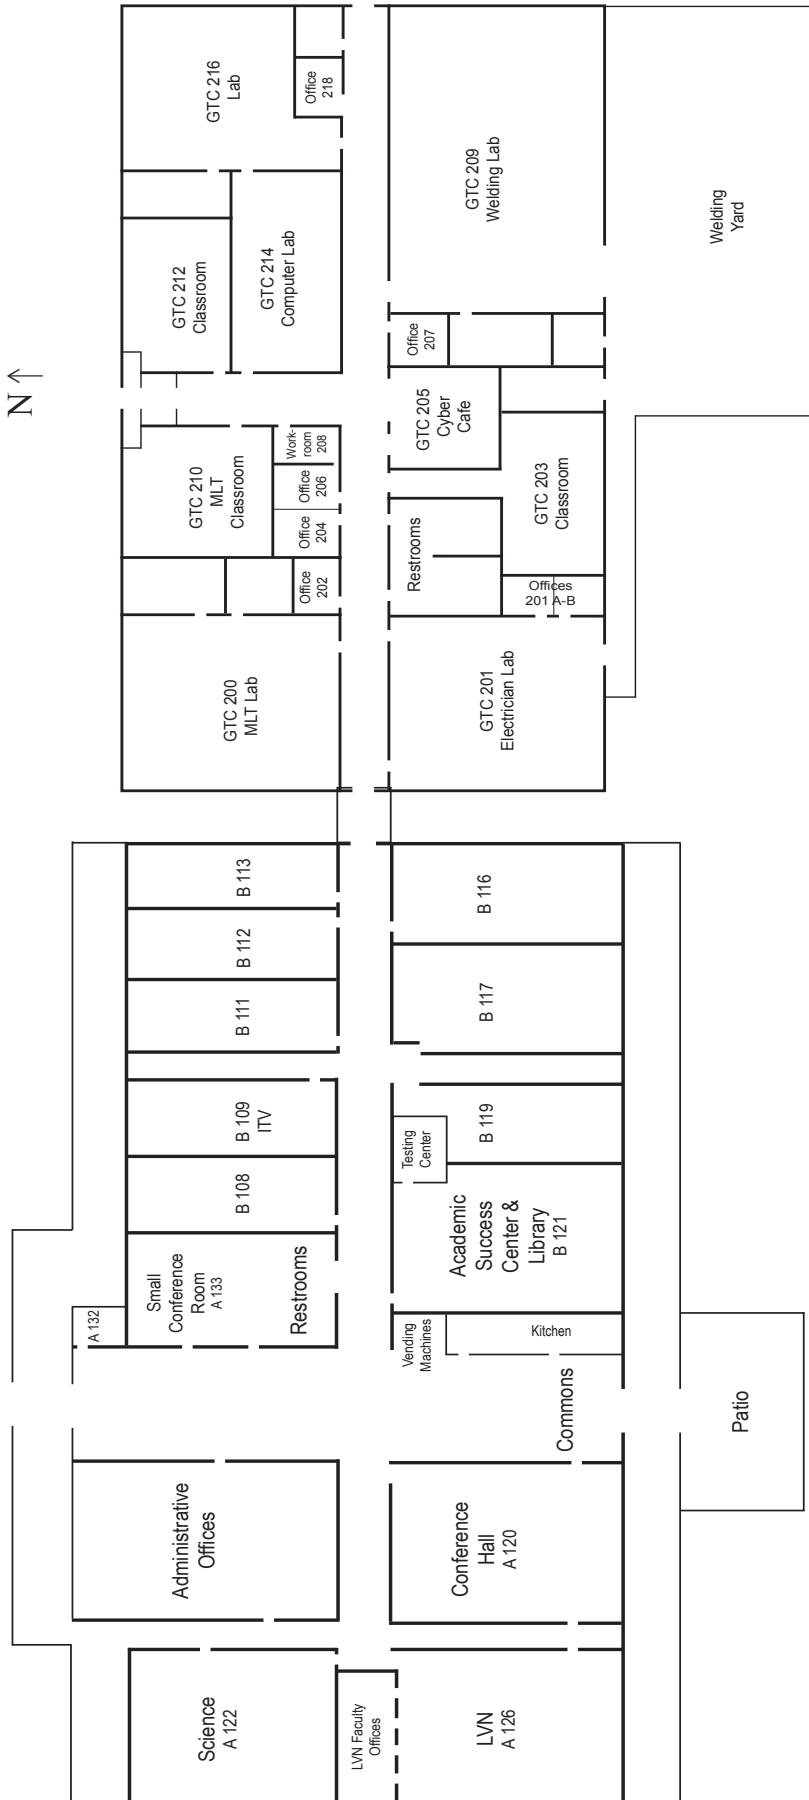 N
GTC 216
Lab
Office
218
GTC 209
Welding Lab
Welding
Yard
GTC 212
Classroom
GTC 214
Computer Lab
Office
207
GTC 205
Cyber
Cafe
GTC 210
MLT
Classroom
Work-
room
208
Office
206
Office
204
GTC 203
Classroom
Restrooms
Office
202
Offices
201 A-B
GTC 200
MLT Lab
GTC 201
Electrician Lab
B 113
B 116
B 112
B 111
B 117
B 109
ITV
Testing
Center
B 119
B 108
Academic
Success
Center &
Library
B 121
Small
Conference
Room
A 133
Restrooms
A 132
Vending
Machines
Kitchen
Commons
Patio
Administrative
Offices
Conference
Hall
A 120
Science
A 122
LVN Faculty
Offices
LVN
A 126